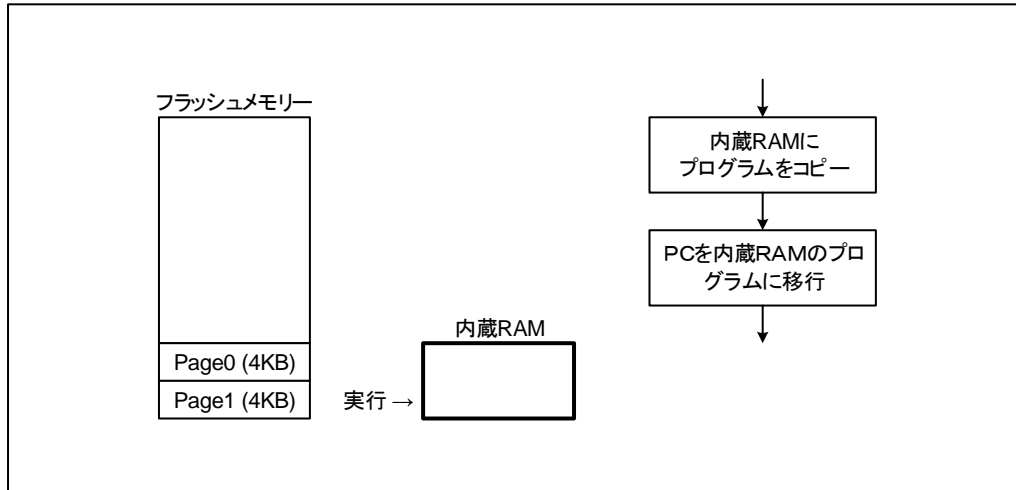 フラッシュメモリー
Page0 (4KB)
Page1 (4KB)
実行 →
内蔵RAM
内蔵RAMに
プログラムをコピー
PCを内蔵RAMのプロ
グラムに移行